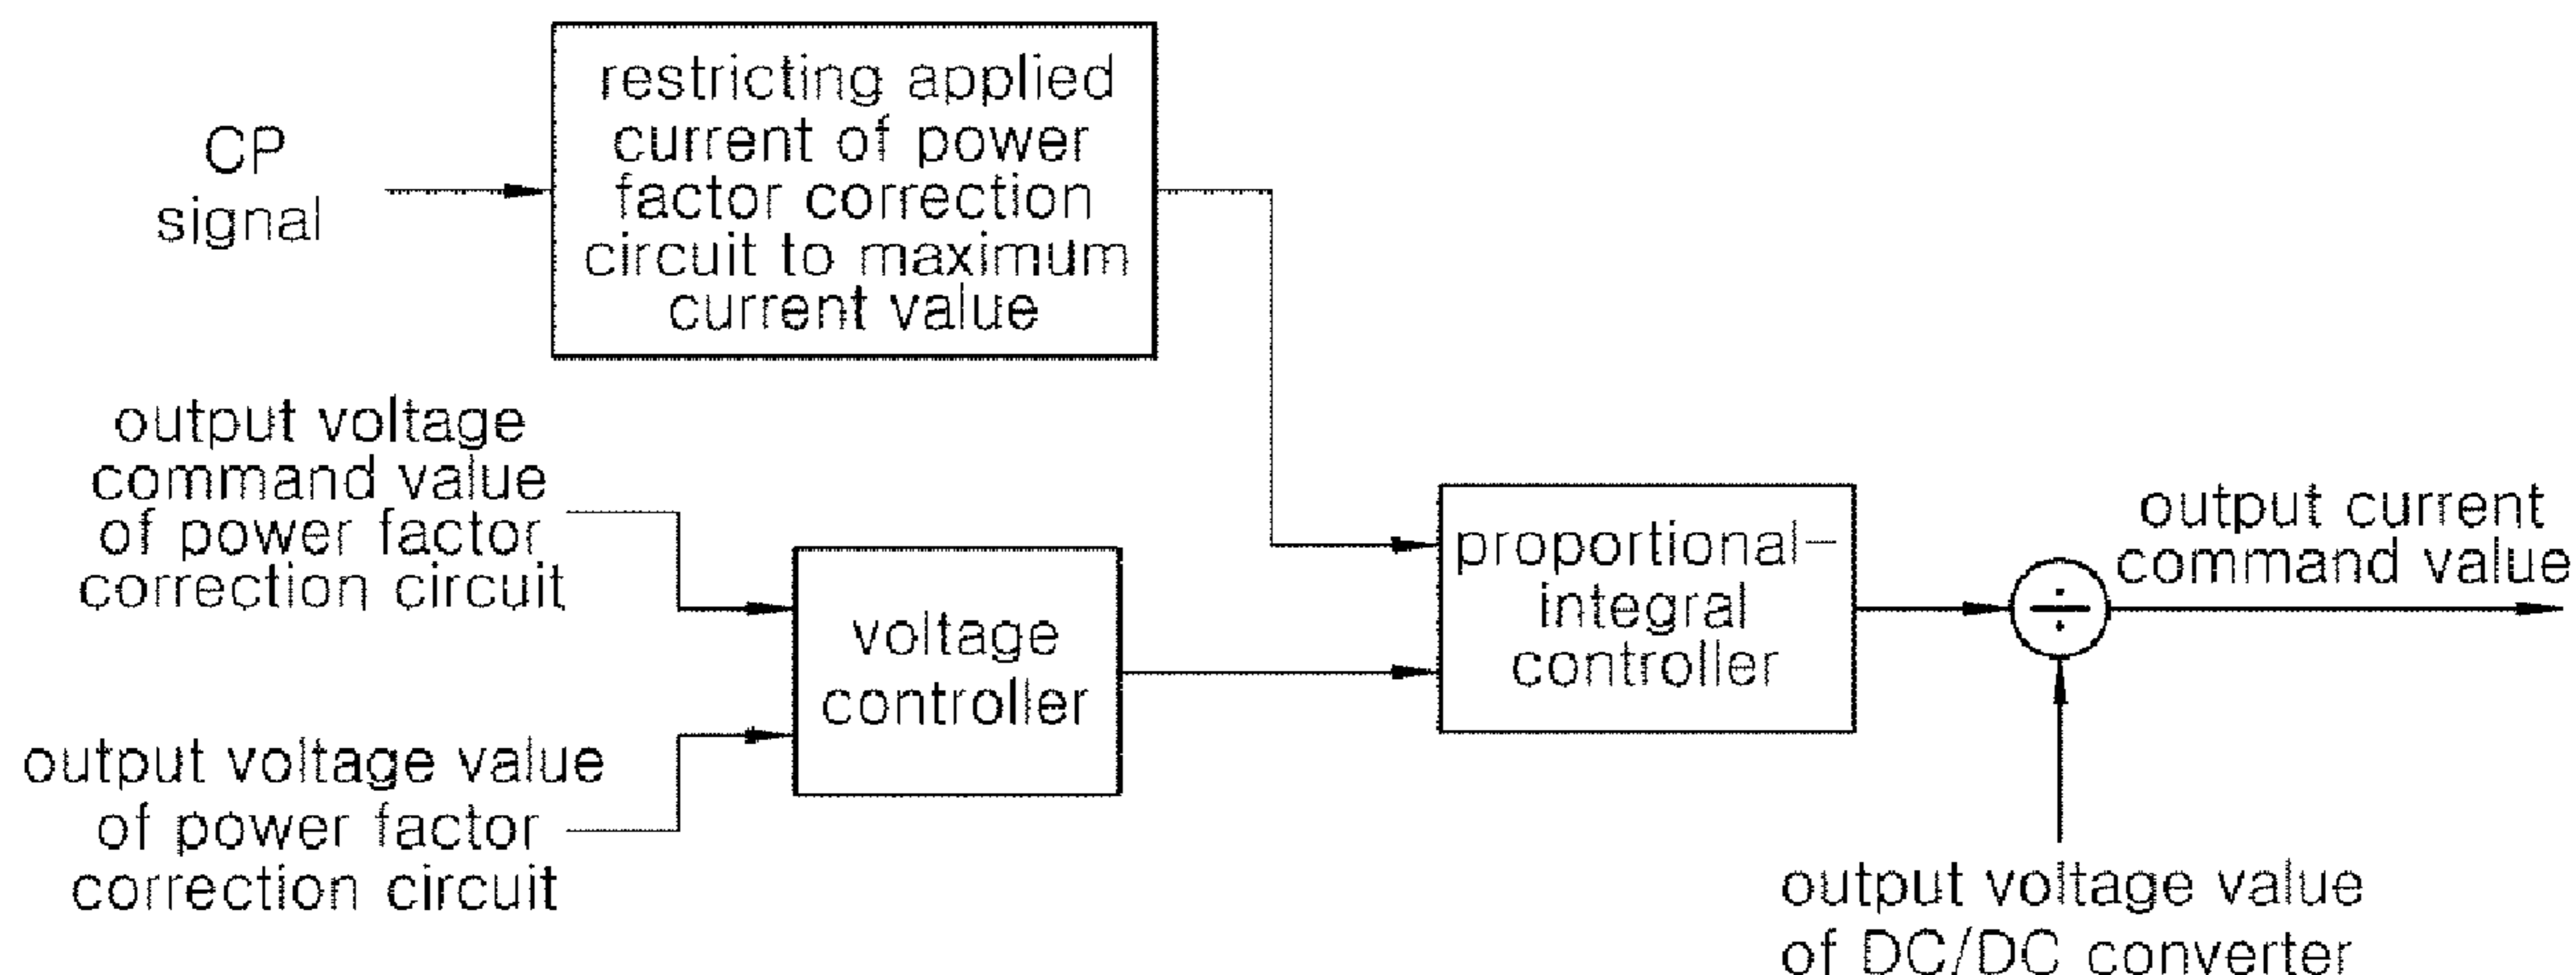 restricting applied
current of power
factor correction
circuit to maximum
current value
CP
signal
output voltage
command value
of power factor
correction circuit
output voltage value
of power factor
correction circuit
voltage
controller
proportional-
integral
controller
÷
output current
command value
output voltage value
of DC/DC converter